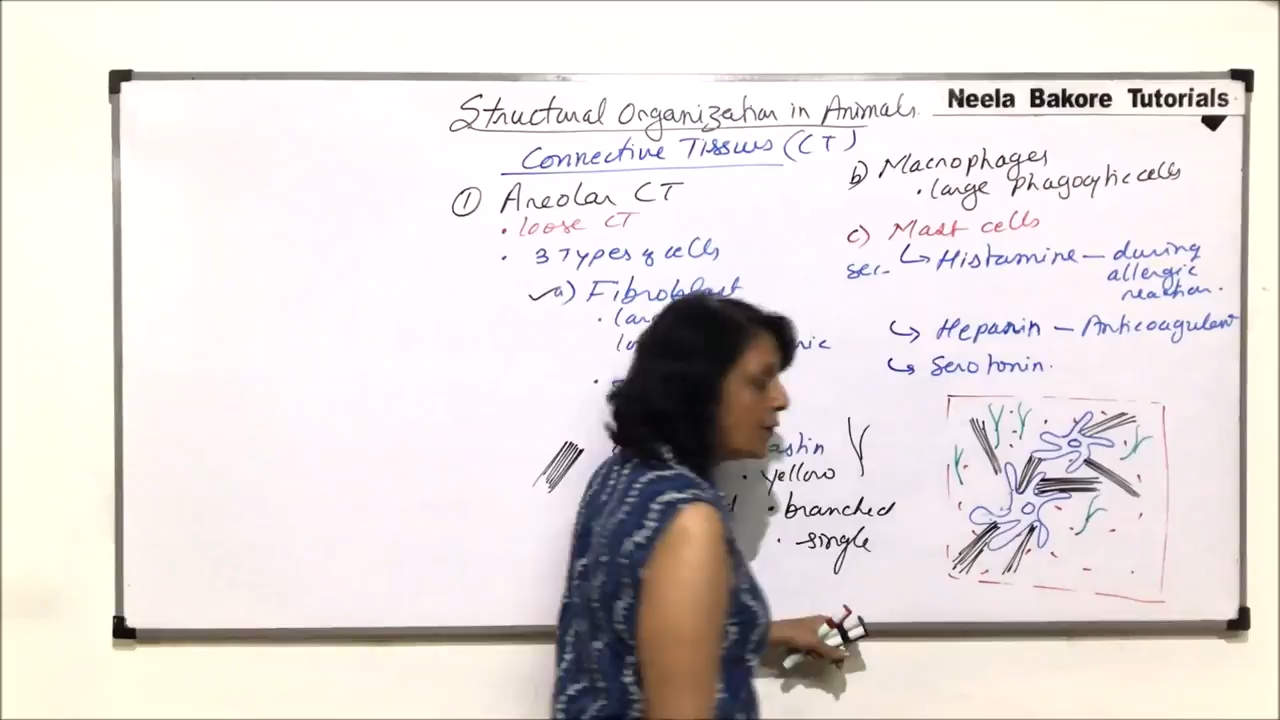 Neela Bakore Tutorials
Structural Organization in Animals.
Connective Tissues (CT)
① Areolar CT
• loose CT
• 3 Types of cells
✓a) Fibroblast
• yellow
• branched
• single
b) Macrophages
• large phagocytic cells
c) Mast cells
sec. ↳ Histamine — during
allergic
reaction.
↳ Heparin — Anticoagulent
↳ Serotonin.